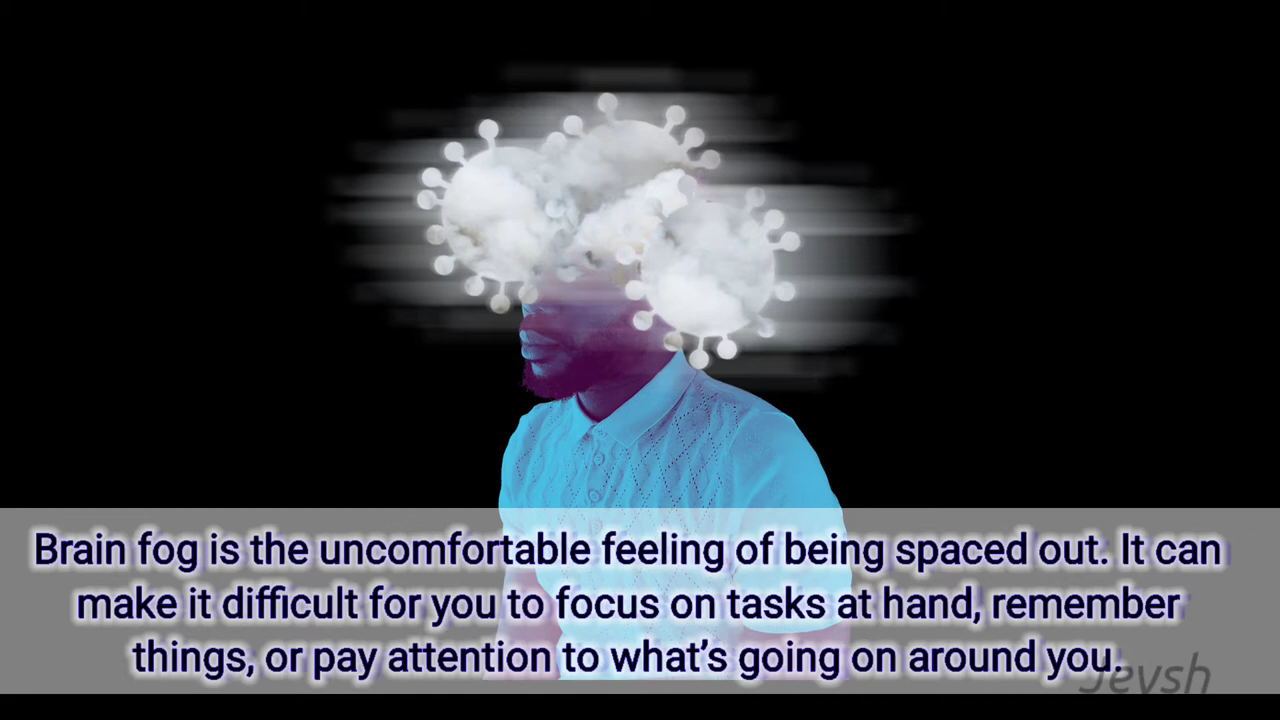 Brain fog is the uncomfortable feeling of being spaced out. It can
make it difficult for you to focus on tasks at hand, remember
things, or pay attention to what’s going on around you.
Jevsh